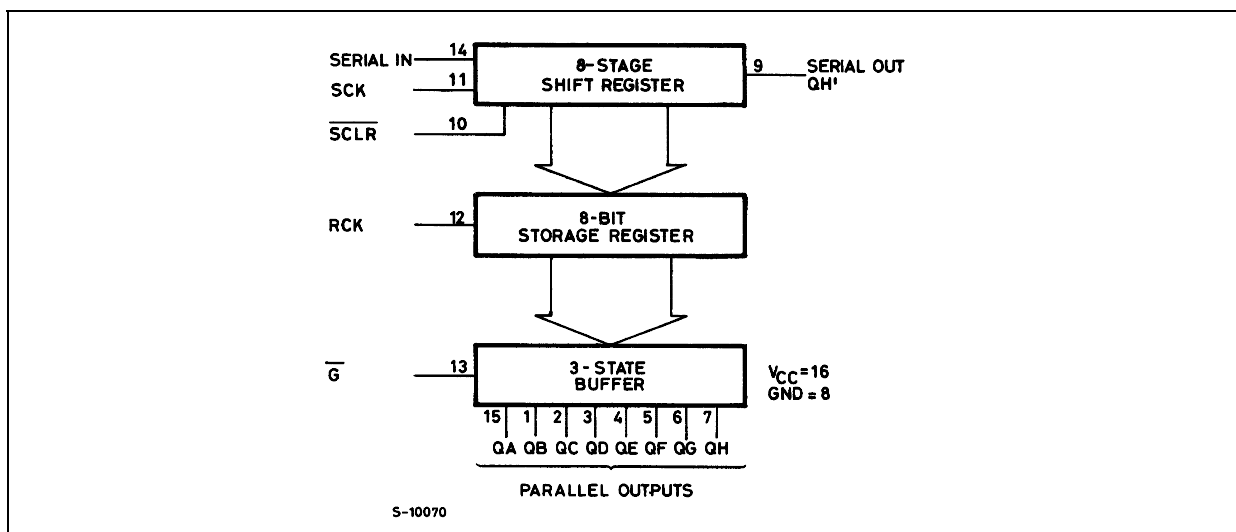 SERIAL IN 14
SCK 11
SCLR 10
8-STAGE
SHIFT REGISTER
9 SERIAL OUT
QH'
RCK 12
8-BIT
STORAGE REGISTER
G 13
3-STATE
BUFFER
VCC=16
GND=8
15 1 2 3 4 5 6 7
QA QB QC QD QE QF QG QH
PARALLEL OUTPUTS
S-10070